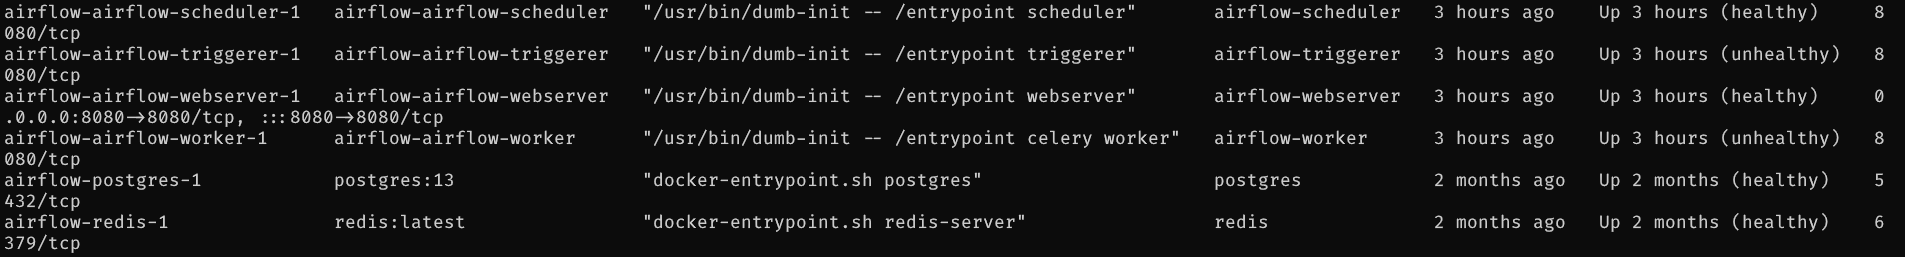 airflow-airflow-scheduler-1   airflow-airflow-scheduler   "/usr/bin/dumb-init -- /entrypoint scheduler"       airflow-scheduler   3 hours ago    Up 3 hours (healthy)     8
080/tcp
airflow-airflow-triggerer-1   airflow-airflow-triggerer   "/usr/bin/dumb-init -- /entrypoint triggerer"       airflow-triggerer   3 hours ago    Up 3 hours (unhealthy)   8
080/tcp
airflow-airflow-webserver-1   airflow-airflow-webserver   "/usr/bin/dumb-init -- /entrypoint webserver"       airflow-webserver   3 hours ago    Up 3 hours (healthy)     0
.0.0.0:8080->8080/tcp, :::8080->8080/tcp
airflow-airflow-worker-1      airflow-airflow-worker      "/usr/bin/dumb-init -- /entrypoint celery worker"   airflow-worker      3 hours ago    Up 3 hours (unhealthy)   8
080/tcp
airflow-postgres-1            postgres:13                 "docker-entrypoint.sh postgres"                     postgres            2 months ago   Up 2 months (healthy)    5
432/tcp
airflow-redis-1               redis:latest                "docker-entrypoint.sh redis-server"                 redis               2 months ago   Up 2 months (healthy)    6
379/tcp